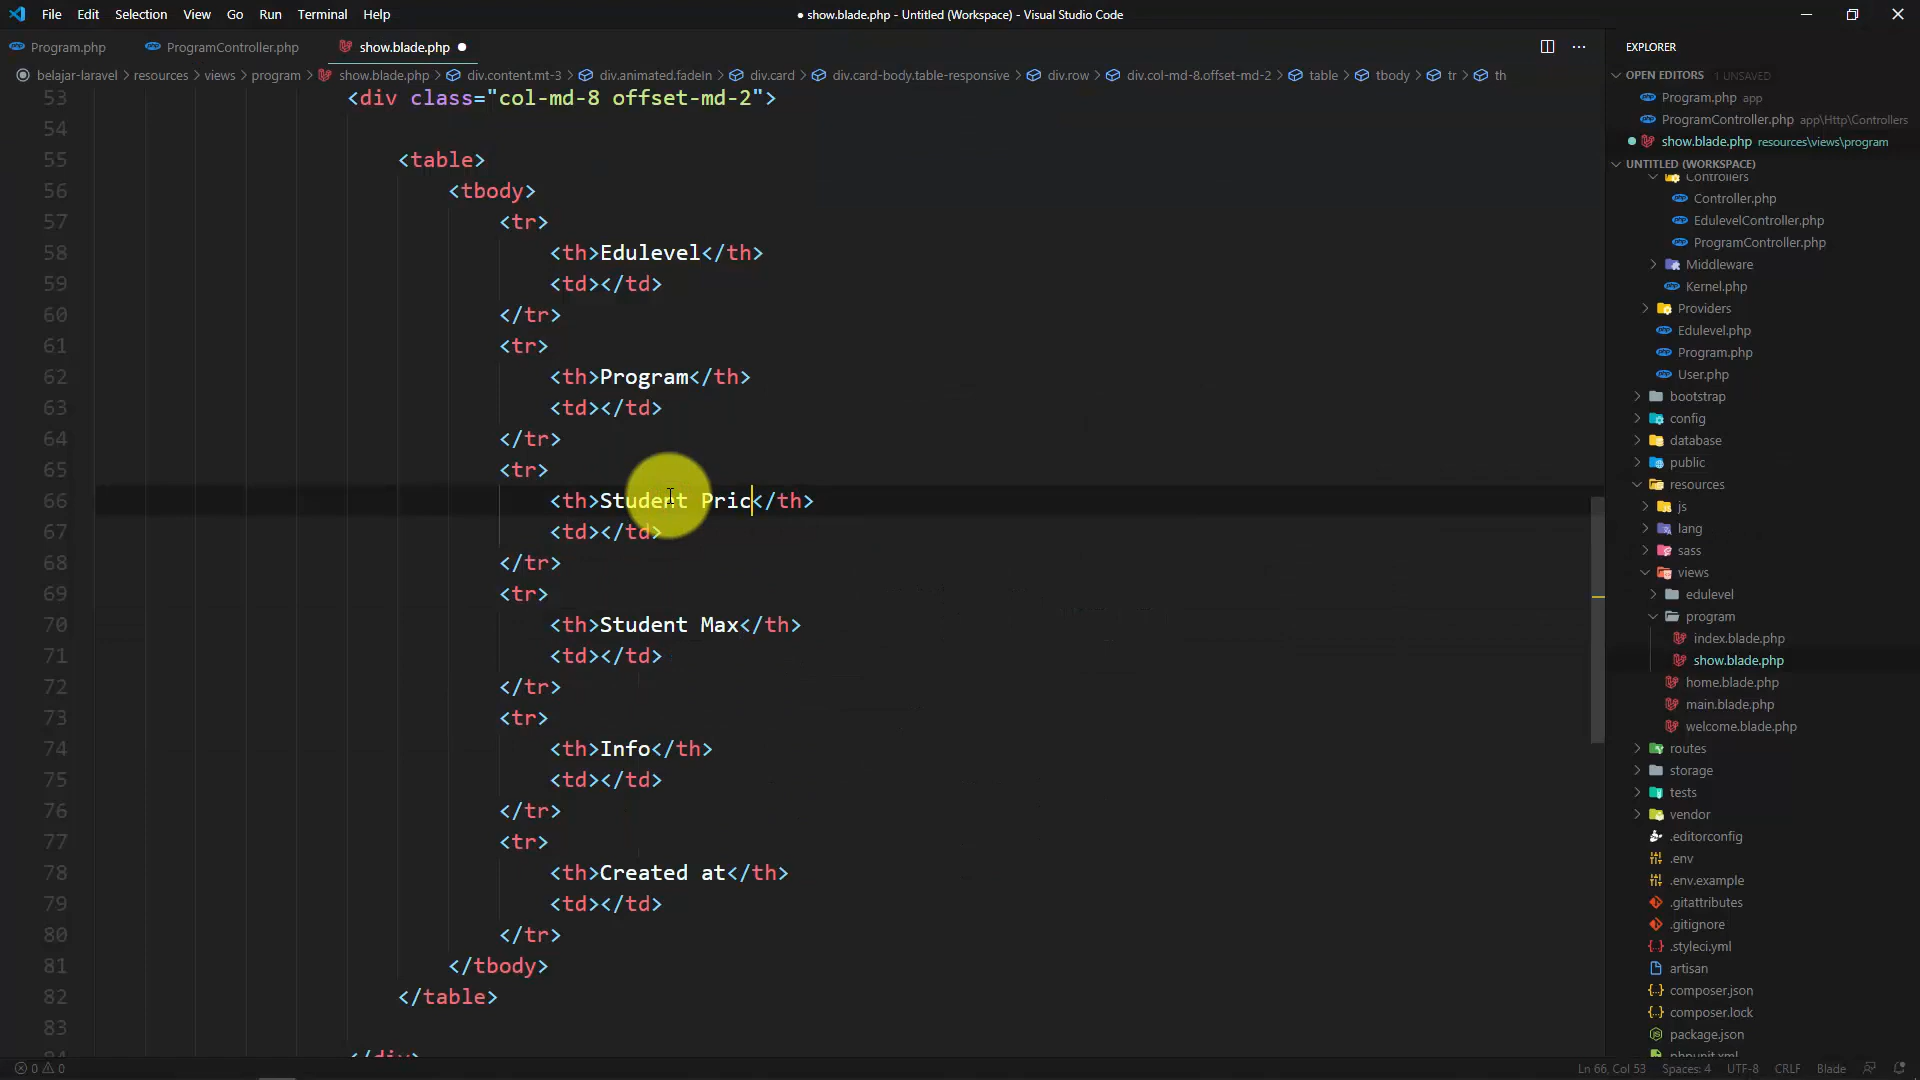 File Edit Selection View Go Run Terminal Help
● show.blade.php - Untitled (Workspace) - Visual Studio Code
Program.php ProgramController.php show.blade.php
belajar-laravel > resources > views > program > show.blade.php > div.content.mt-3 > div.animated.fadeIn > div.card > div.card-body.table-responsive > div.row > div.col-md-8.offset-md-2 > table > tbody > tr > th
53 <div class="col-md-8 offset-md-2">
54
55 <table>
56 <tbody>
57 <tr>
58 <th>Edulevel</th>
59 <td></td>
60 </tr>
61 <tr>
62 <th>Program</th>
63 <td></td>
64 </tr>
65 <tr>
66 <th>Student Pric</th>
67 <td></td>
68 </tr>
69 <tr>
70 <th>Student Max</th>
71 <td></td>
72 </tr>
73 <tr>
74 <th>Info</th>
75 <td></td>
76 </tr>
77 <tr>
78 <th>Created at</th>
79 <td></td>
80 </tr>
81 </tbody>
82 </table>
83
84 </div>
EXPLORER
OPEN EDITORS 1 UNSAVED
Program.php app
ProgramController.php app\Http\Controllers
show.blade.php resources\views\program
UNTITLED (WORKSPACE)
Controllers
Controller.php
EdulevelController.php
ProgramController.php
Middleware
Kernel.php
Providers
Edulevel.php
Program.php
User.php
bootstrap
config
database
public
resources
js
lang
sass
views
edulevel
program
index.blade.php
show.blade.php
home.blade.php
main.blade.php
welcome.blade.php
routes
storage
tests
vendor
.editorconfig
.env
.env.example
.gitattributes
.gitignore
.styleci.yml
artisan
composer.json
composer.lock
package.json
phpunit.xml
0 0
Ln 66, Col 53 Spaces: 4 UTF-8 CRLF Blade